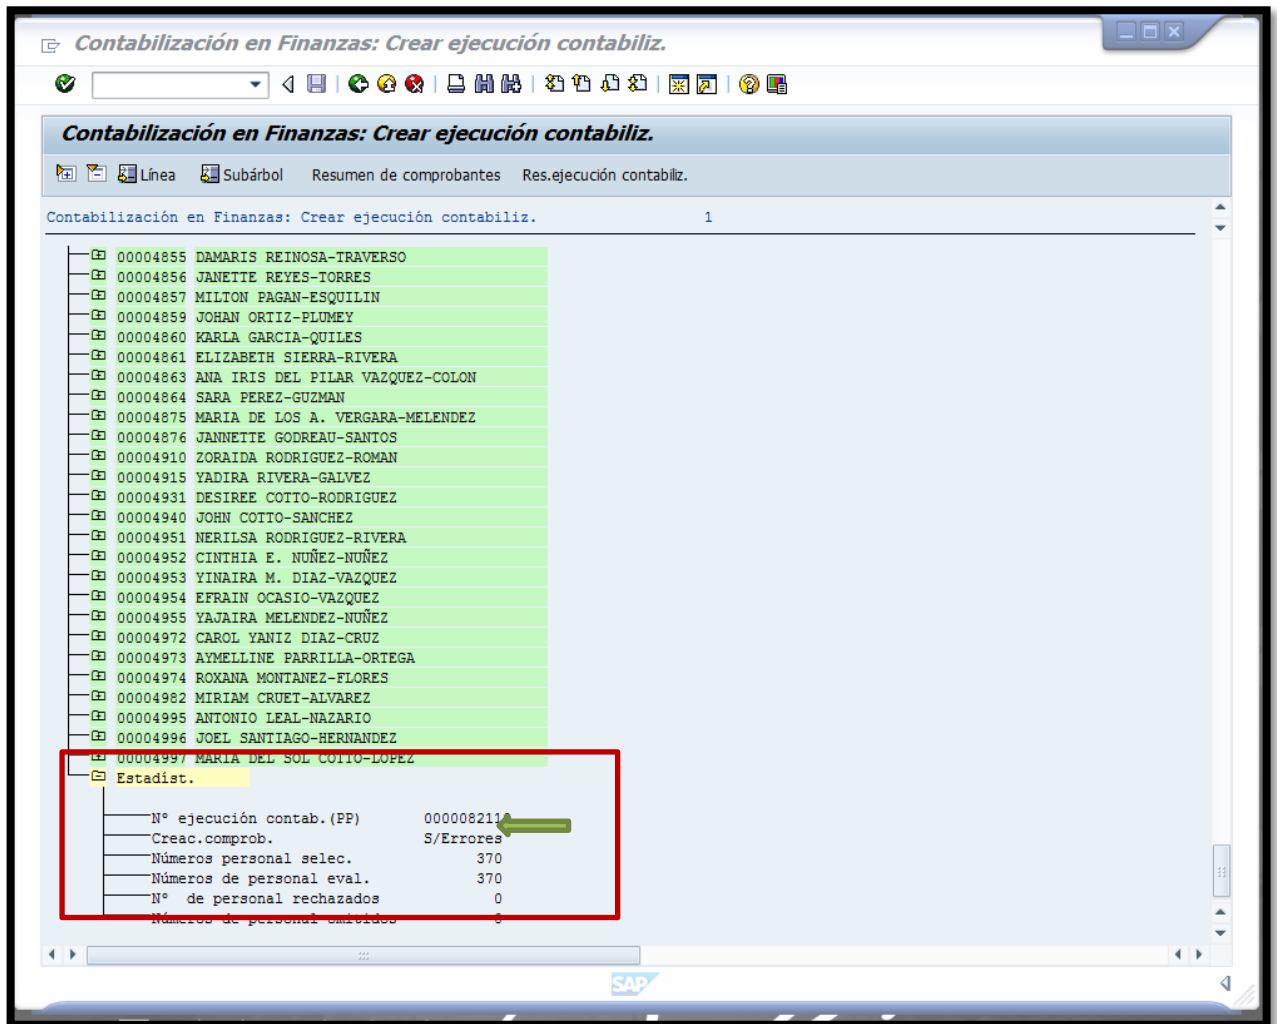 Contabilización en Finanzas: Crear ejecución contabiliz.
Contabilización en Finanzas: Crear ejecución contabiliz.
Línea Subárbol Resumen de comprobantes Res.ejecución contabiliz.
Contabilización en Finanzas: Crear ejecución contabiliz. 1
00004855 DAMARIS REINOSA-TRAVERSO
00004856 JANETTE REYES-TORRES
00004857 MILTON PAGAN-ESQUILIN
00004859 JOHAN ORTIZ-PLUMEY
00004860 KARLA GARCIA-QUILES
00004861 ELIZABETH SIERRA-RIVERA
00004863 ANA IRIS DEL PILAR VAZQUEZ-COLON
00004864 SARA PEREZ-GUZMAN
00004875 MARIA DE LOS A. VERGARA-MELENDEZ
00004876 JANNETTE GODREAU-SANTOS
00004910 ZORAIDA RODRIGUEZ-ROMAN
00004915 YADIRA RIVERA-GALVEZ
00004931 DESIREE COTTO-RODRIGUEZ
00004940 JOHN COTTO-SANCHEZ
00004951 NERILSA RODRIGUEZ-RIVERA
00004952 CINTHIA E. NUÑEZ-NUÑEZ
00004953 YINAIRA M. DIAZ-VAZQUEZ
00004954 EFRAIN OCASIO-VAZQUEZ
00004955 YAJAIRA MELENDEZ-NUÑEZ
00004972 CAROL YANIZ DIAZ-CRUZ
00004973 AYMELLINE PARRILLA-ORTEGA
00004974 ROXANA MONTANEZ-FLORES
00004982 MIRIAM CRUET-ALVAREZ
00004995 ANTONIO LEAL-NAZARIO
00004996 JOEL SANTIAGO-HERNANDEZ
00004997 MARIA DEL SOL COTTO-LOPEZ
Estadíst.
Nº ejecución contab.(PP)
Creac.comprob. S/Errores
Números personal selec. 370
Números de personal eval. 370
Nº de personal rechazados 0
Números de personal omitidos 0
SAP